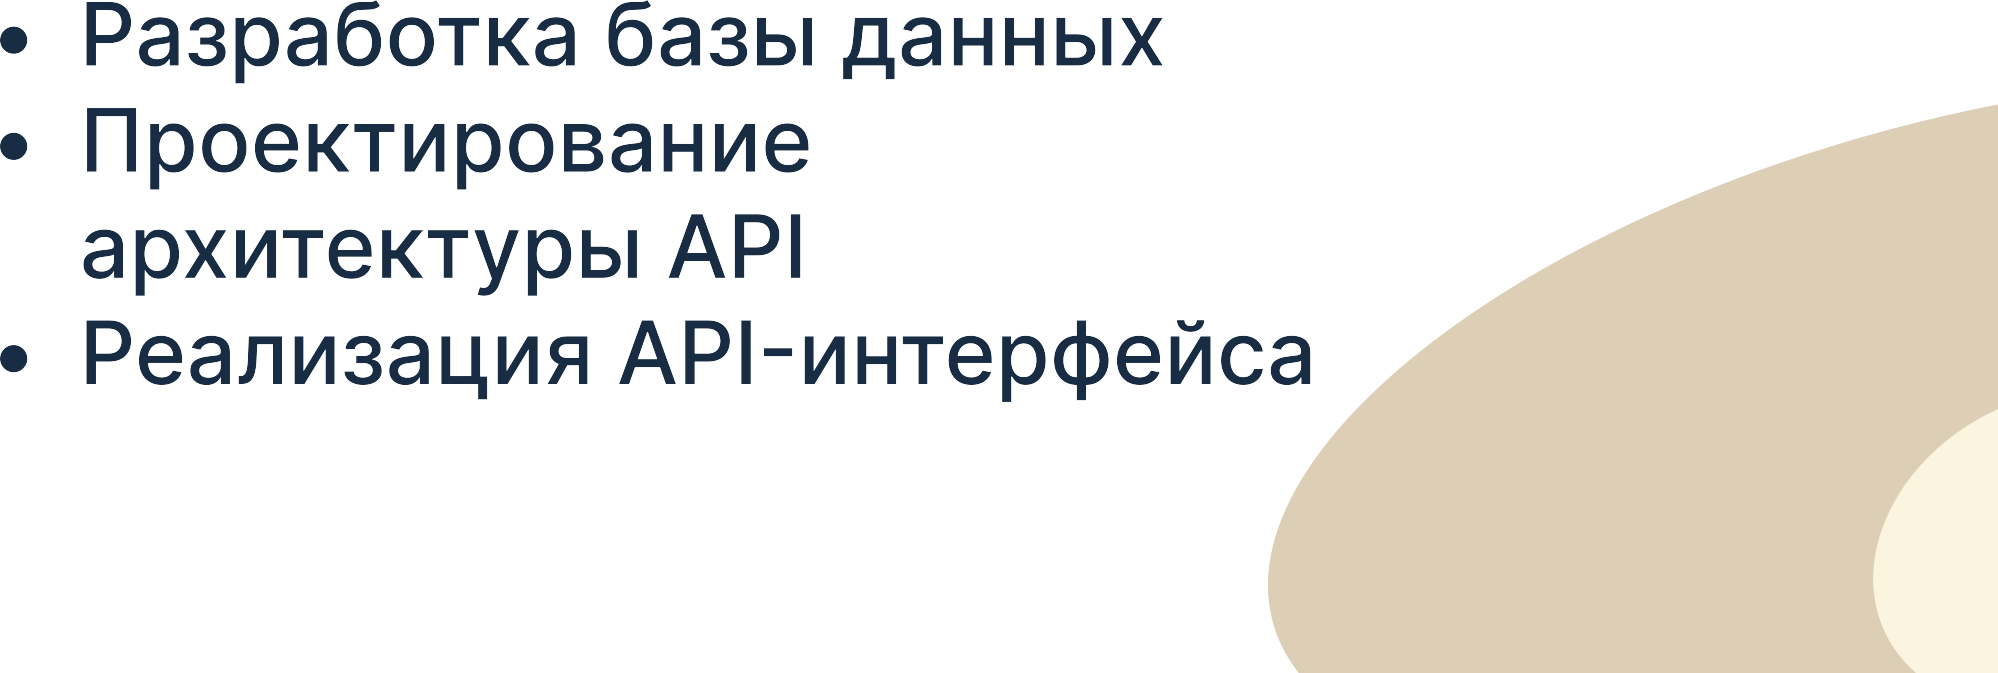 • Разработка базы данных
• Проектирование
архитектуры API
• Реализация API-интерфейса